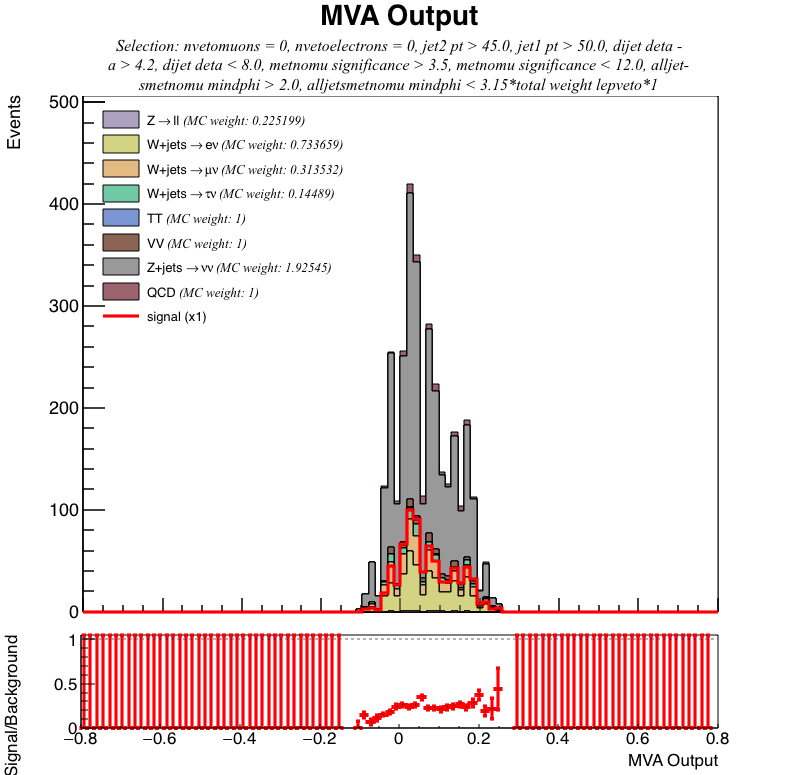 MVA Output
Selection: nvetomuons = 0, nvetoelectrons = 0, jet2 pt > 45.0, jet1 pt > 50.0, dijet deta -
a > 4.2, dijet deta < 8.0, metnomu significance > 3.5, metnomu significance < 12.0, alljet-
smetnomu mindphi > 2.0, alljetsmetnomu mindphi < 3.15*total weight lepveto*1
Events
500
400
300
200
100
0
Z→ll (MC weight: 0.225199)
W+jets→eν (MC weight: 0.733659)
W+jets→μν (MC weight: 0.313532)
W+jets→τν (MC weight: 0.14489)
TT (MC weight: 1)
VV (MC weight: 1)
Z+jets→νν (MC weight: 1.92545)
QCD (MC weight: 1)
signal (x1)
Signal/Background
1
0.5
0
−0.8 −0.6 −0.4 −0.2 0 0.2 0.4 0.6 0.8
MVA Output